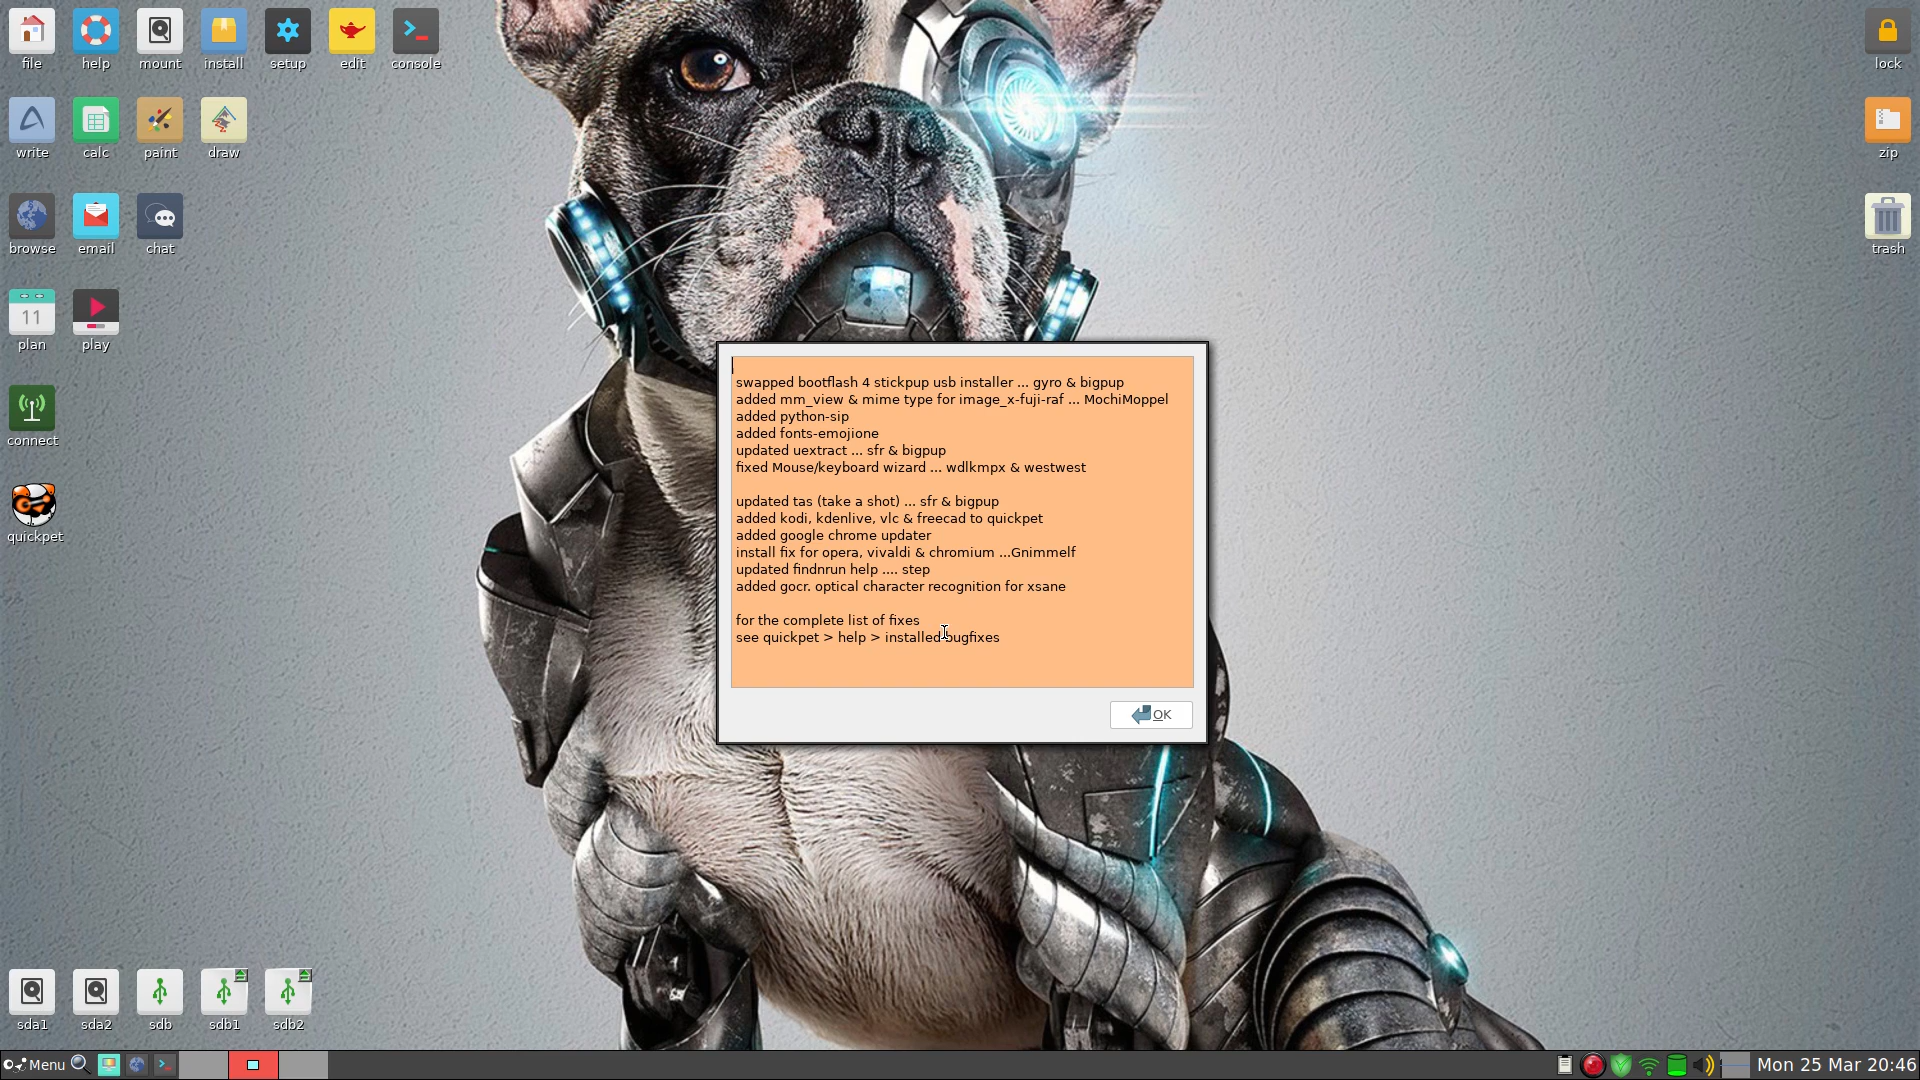 file help mount install setup edit console lock
write calc paint draw zip
browse email chat trash
11
plan play
connect
quickpet
swapped bootflash 4 stickpup usb installer ... gyro & bigpup
added mm_view & mime type for image_x-fuji-raf ... MochiMoppel
added python-sip
added fonts-emojione
updated uextract ... sfr & bigpup
fixed Mouse/keyboard wizard ... wdlkmpx & westwest
updated tas (take a shot) ... sfr & bigpup
added kodi, kdenlive, vlc & freecad to quickpet
added google chrome updater
install fix for opera, vivaldi & chromium ...Gnimmelf
updated findnrun help .... step
added gocr. optical character recognition for xsane
for the complete list of fixes
see quickpet > help > installed bugfixes
OK
sda1 sda2 sdb sdb1 sdb2
Menu Mon 25 Mar 20:46